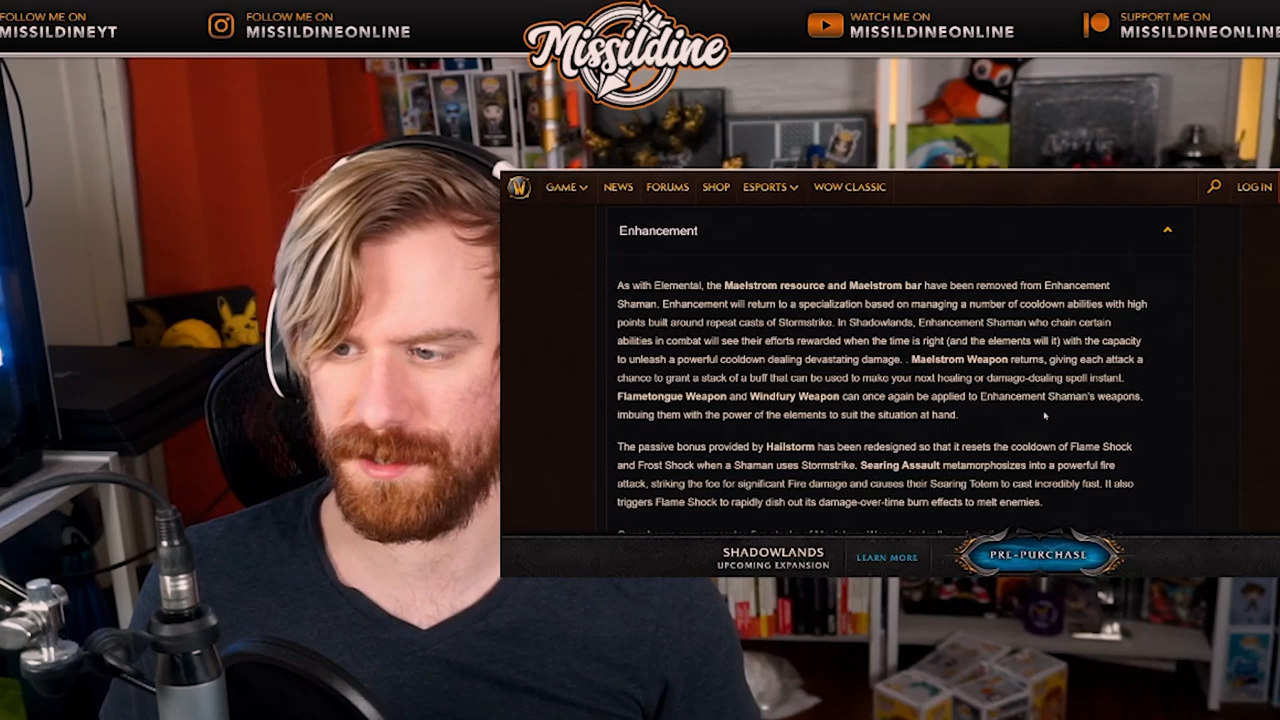 FOLLOW ME ON
MISSILDINEYT
FOLLOW ME ON
MISSILDINEONLINE
Missildine
WATCH ME ON
MISSILDINEONLINE
SUPPORT ME ON
MISSILDINEONLINE
GAME NEWS FORUMS SHOP ESPORTS WOW CLASSIC LOG IN
Enhancement
As with Elemental, the Maelstrom resource and Maelstrom bar have been removed from Enhancement
Shaman. Enhancement will return to a specialization based on managing a number of cooldown abilities with high
points built around repeat casts of Stormstrike. In Shadowlands, Enhancement Shaman who chain certain
abilities in combat will see their efforts rewarded when the time is right (and the elements will it) with the capacity
to unleash a powerful cooldown dealing devastating damage. . Maelstrom Weapon returns, giving each attack a
chance to grant a stack of a buff that can be used to make your next healing or damage-dealing spell instant.
Flametongue Weapon and Windfury Weapon can once again be applied to Enhancement Shaman's weapons,
imbuing them with the power of the elements to suit the situation at hand.
The passive bonus provided by Hailstorm has been redesigned so that it resets the cooldown of Flame Shock
and Frost Shock when a Shaman uses Stormstrike. Searing Assault metamorphosizes into a powerful fire
attack, striking the foe for significant Fire damage and causes their Searing Totem to cast incredibly fast. It also
triggers Flame Shock to rapidly dish out its damage-over-time burn effects to melt enemies.
SHADOWLANDS
UPCOMING EXPANSION
LEARN MORE
PRE-PURCHASE